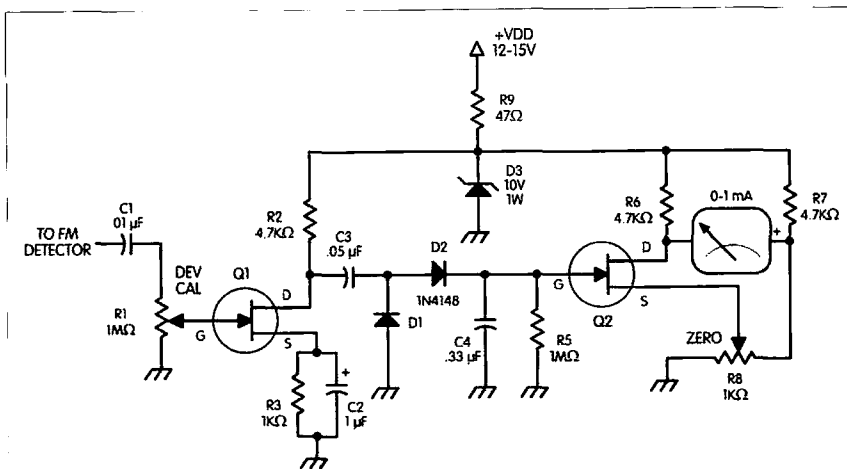 +VDD
12-15V
R9
47Ω
D3
10V
1W
R2
4.7KΩ
R6
4.7KΩ
0-1 mA
R7
4.7KΩ
C1
.01 µF
TO FM
DETECTOR
DEV
CAL
Q1
C3
.05 µF
D2
1N4148
D
+
R1
1MΩ
G
D
S
D1
C4
.33 µF
R5
1MΩ
G
Q2
S
ZERO
R8
1KΩ
R3
1KΩ
+
C2
1 µF